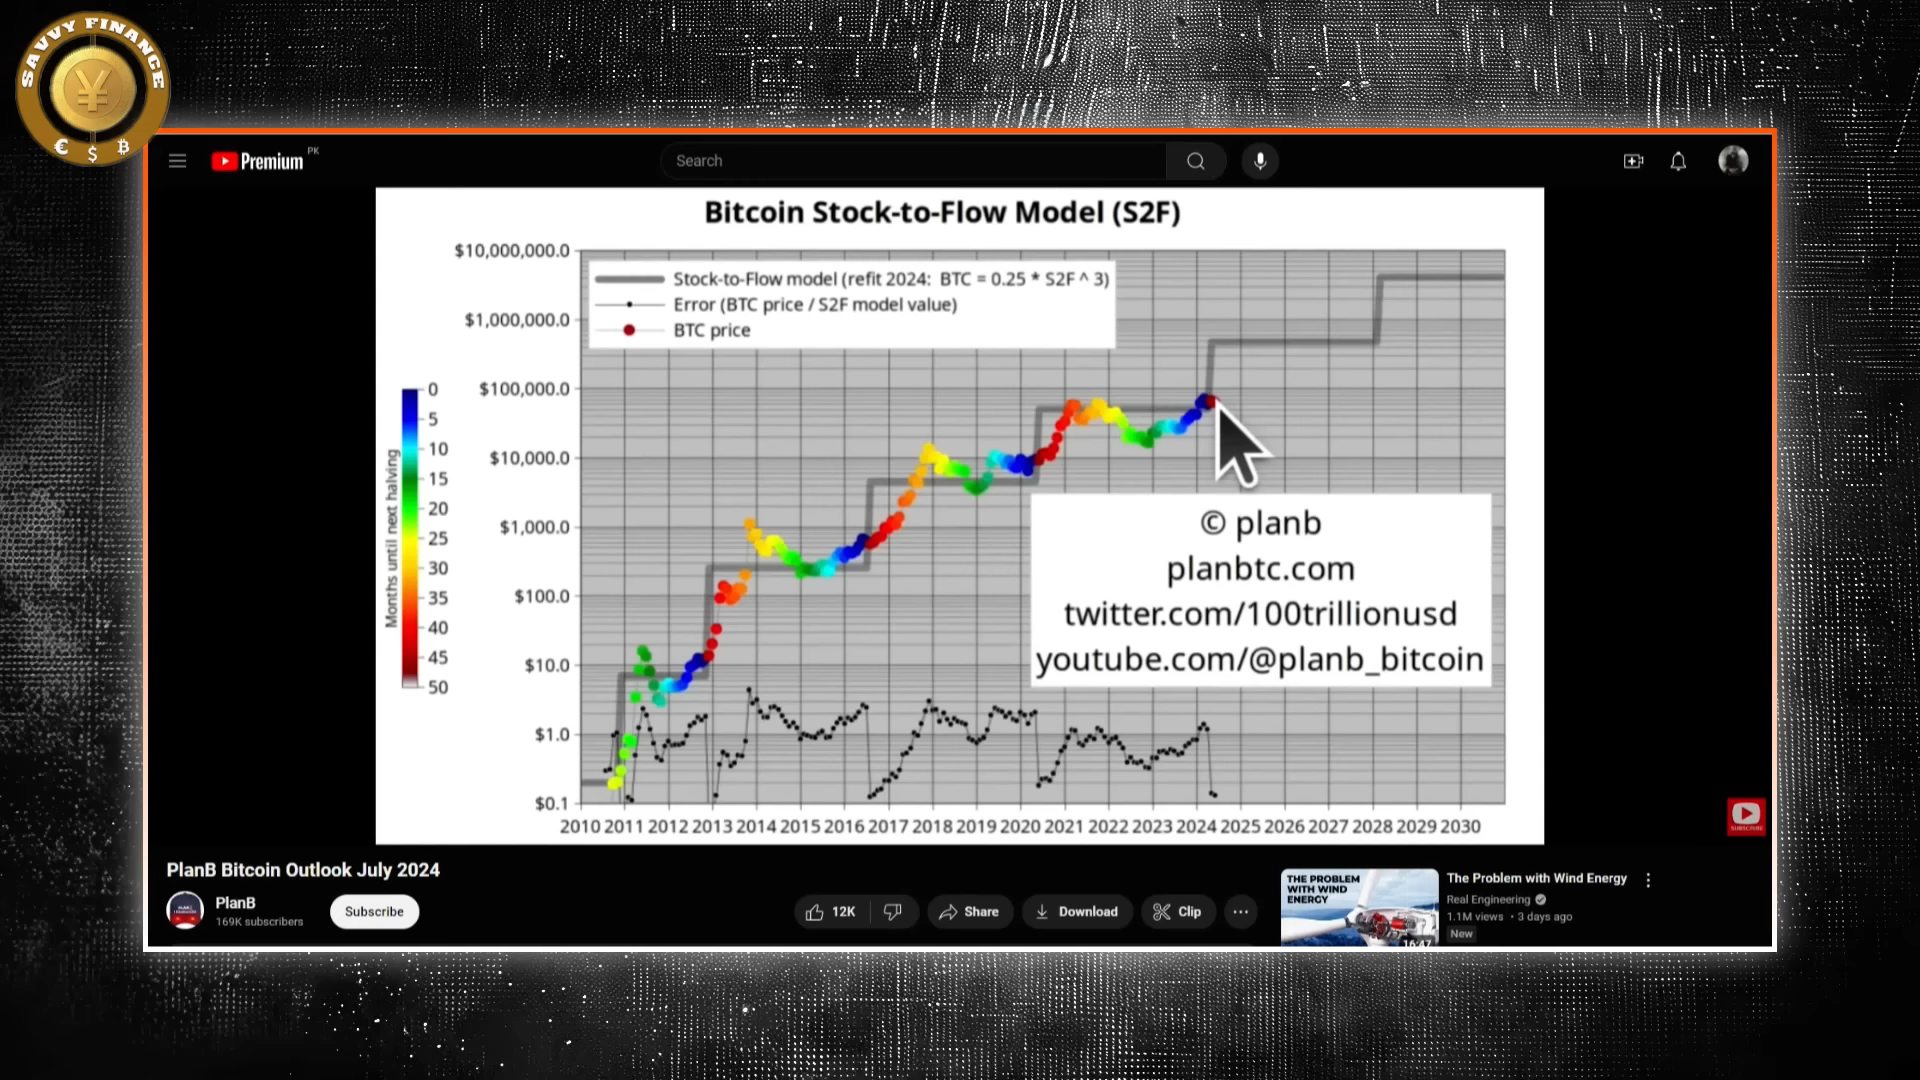 SAVVY FINANCE
¥
€ $ ₿
Premium PK
Search
Bitcoin Stock-to-Flow Model (S2F)
$10,000,000.0
$1,000,000.0
$100,000.0
$10,000.0
$1,000.0
$100.0
$10.0
$1.0
$0.1
Stock-to-Flow model (refit 2024: BTC = 0.25 * S2F ^ 3)
Error (BTC price / S2F model value)
BTC price
Months until next halving
0
5
10
15
20
25
30
35
40
45
50
© planb
planbtc.com
twitter.com/100trillionusd
youtube.com/@planb_bitcoin
2010 2011 2012 2013 2014 2015 2016 2017 2018 2019 2020 2021 2022 2023 2024 2025 2026 2027 2028 2029 2030
SUBSCRIBE
PlanB Bitcoin Outlook July 2024
PlanB
169K subscribers
Subscribe
12K
Share
Download
Clip
THE PROBLEM
WITH WIND
ENERGY
16:47
The Problem with Wind Energy
Real Engineering
1.1M views • 3 days ago
New